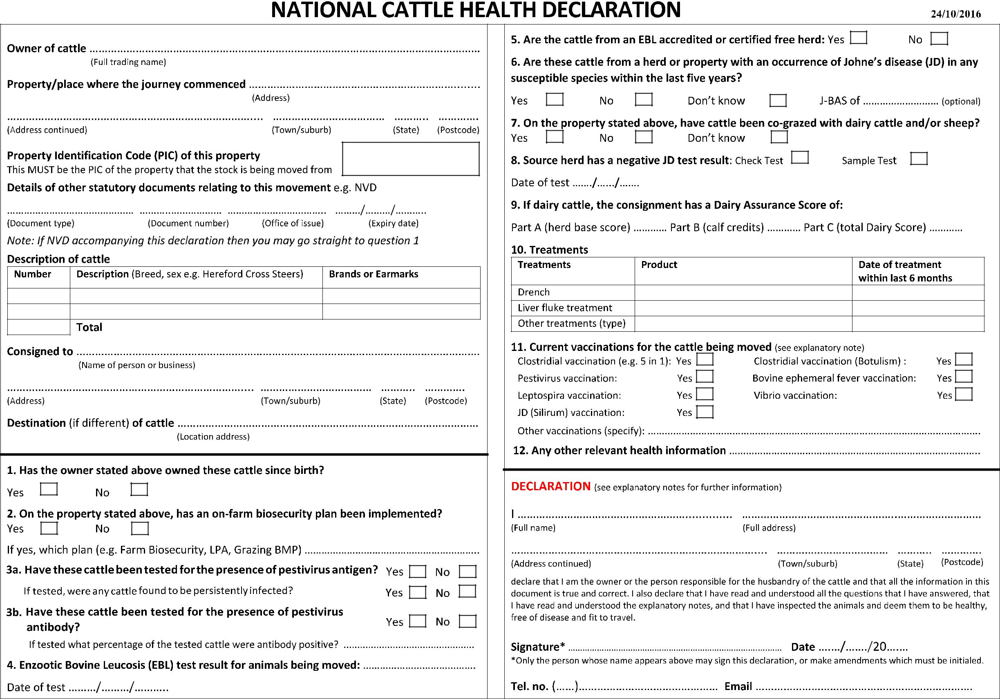 NATIONAL CATTLE HEALTH DECLARATION
24/10/2016
Owner of cattle ........................................................................
(Full trading name)
Property/place where the journey commenced ........................................
(Address)
........................................ .................... ........... .............
(Address continued) (Town/suburb) (State) (Postcode)
Property Identification Code (PIC) of this property
This MUST be the PIC of the property that the stock is being moved from
Details of other statutory documents relating to this movement e.g. NVD
.............................. .................... .................... ........./........./...........
(Document type) (Document number) (Office of issue) (Expiry date)
Note: If NVD accompanying this declaration then you may go straight to question 1
Description of cattle
Number Description (Breed, sex e.g. Hereford Cross Steers) Brands or Earmarks
Total
Consigned to ........................................................................
(Name of person or business)
........................................ .................... ........... .............
(Address) (Town/suburb) (State) (Postcode)
Destination (if different) of cattle ..................................................
(Location address)
1. Has the owner stated above owned these cattle since birth?
Yes No
2. On the property stated above, has an on-farm biosecurity plan been implemented?
Yes No
If yes, which plan (e.g. Farm Biosecurity, LPA, Grazing BMP) ..............................
3a. Have these cattle been tested for the presence of pestivirus antigen? Yes No
If tested, were any cattle found to be persistently infected? Yes No
3b. Have these cattle been tested for the presence of pestivirus
antibody? Yes No
If tested what percentage of the tested cattle were antibody positive? ....................
4. Enzootic Bovine Leucosis (EBL) test result for animals being moved: ....................
Date of test ........./........./...........
5. Are the cattle from an EBL accredited or certified free herd: Yes No
6. Are these cattle from a herd or property with an occurrence of Johne's disease (JD) in any
susceptible species within the last five years?
Yes No Don't know J-BAS of ........................... (optional)
7. On the property stated above, have cattle been co-grazed with dairy cattle and/or sheep?
Yes No Don't know
8. Source herd has a negative JD test result: Check Test Sample Test
Date of test ......./....../.......
9. If dairy cattle, the consignment has a Dairy Assurance Score of:
Part A (herd base score) ............ Part B (calf credits) ............ Part C (total Dairy Score) ............
10. Treatments
Treatments Product Date of treatment
within last 6 months
Drench
Liver fluke treatment
Other treatments (type)
11. Current vaccinations for the cattle being moved (see explanatory note)
Clostridial vaccination (e.g. 5 in 1): Yes Clostridial vaccination (Botulism) : Yes
Pestivirus vaccination: Yes Bovine ephemeral fever vaccination: Yes
Leptospira vaccination: Yes Vibrio vaccination: Yes
JD (Silirum) vaccination: Yes
Other vaccinations (specify): ..................................................
12. Any other relevant health information ........................................
DECLARATION (see explanatory notes for further information)
I .................................................. ..................................................
(Full name) (Full address)
........................................ .................... ........... .............
(Address continued) (Town/suburb) (State) (Postcode)
declare that I am the owner or the person responsible for the husbandry of the cattle and that all the information in this
document is true and correct. I also declare that I have read and understood all the questions that I have answered, that
I have read and understood the explanatory notes, and that I have inspected the animals and deem them to be healthy,
free of disease and fit to travel.
Signature* .................................................. Date ......./......./20.......
*Only the person whose name appears above may sign this declaration, or make amendments which must be initialed.
Tel. no. (......)........................................ Email ..................................................